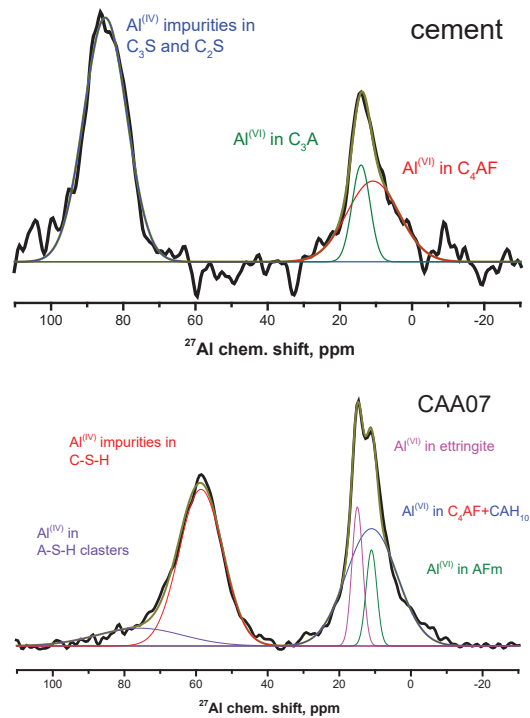 Al(IV) impurities in
C3S and C2S
cement
Al(VI) in C3A
Al(VI) in C4AF
100 80 60 40 20 0 -20
27Al chem. shift, ppm
CAA07
Al(IV) impurities in
C-S-H
Al(VI) in ettringite
Al(IV) in
A-S-H clasters
Al(VI) in C4AF+CAH10
Al(VI) in AFm
100 80 60 40 20 0 -20
27Al chem. shift, ppm